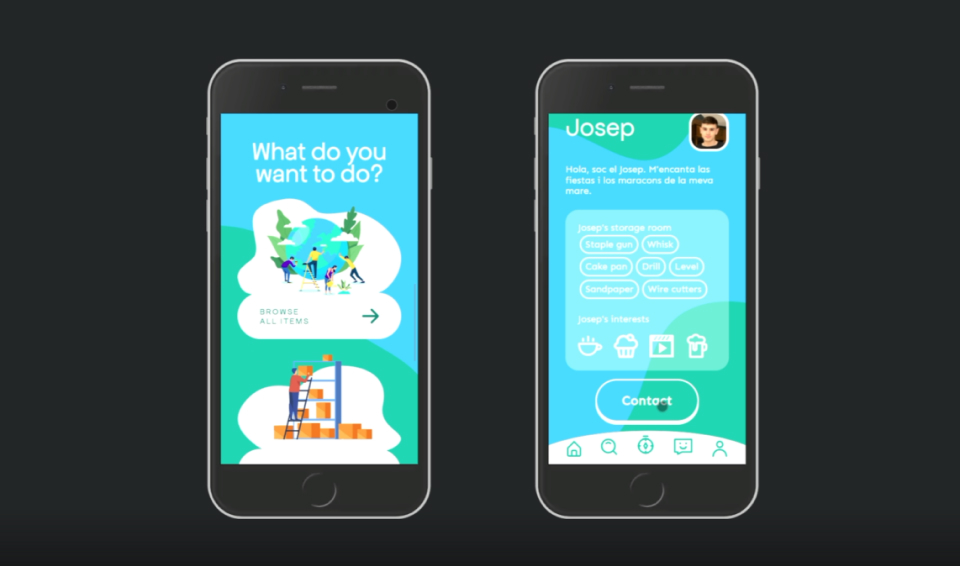 What do you
want to do?
BROWSE
ALL ITEMS
Josep
Hola, soc el Josep. M'encanta las
fiestas i los maracons de la meva
mare.
Josep's storage room
Staple gun
Whisk
Cake pan
Drill
Level
Sandpaper
Wire cutters
Josep's interests
Contact